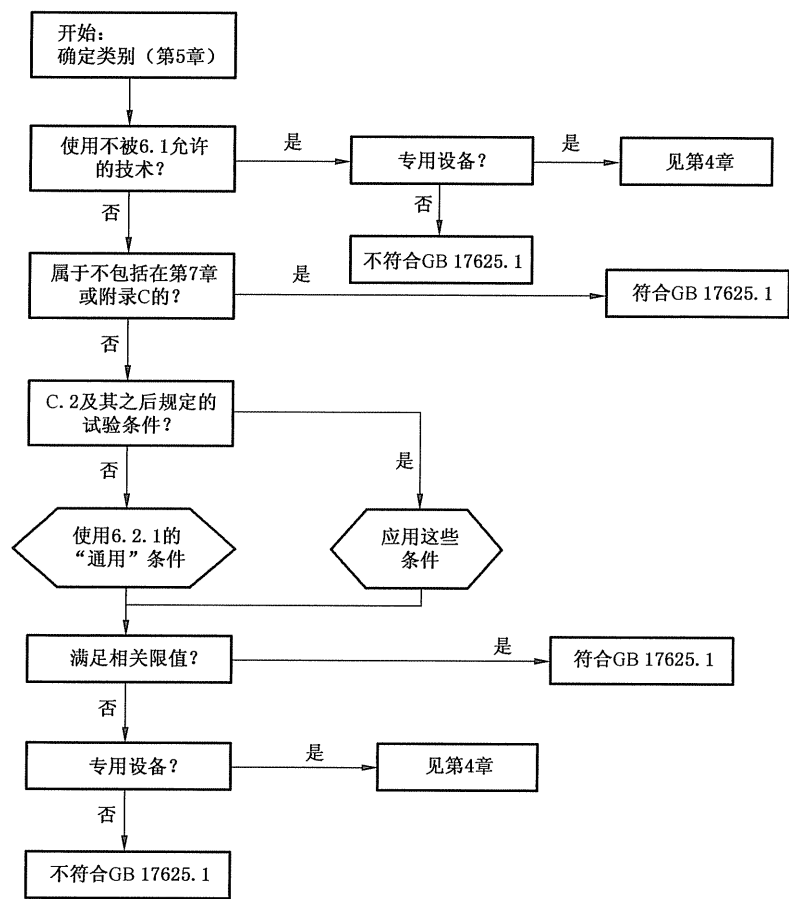 开始：
确定类别（第5章）
使用不被6.1允许
的技术？
是
专用设备？
是
见第4章
否
否
不符合GB 17625.1
属于不包括在第7章
或附录C的？
是
符合GB 17625.1
否
C.2及其之后规定的
试验条件？
否
是
使用6.2.1的
“通用”条件
应用这些
条件
满足相关限值？
是
符合GB 17625.1
否
专用设备？
是
见第4章
否
不符合GB 17625.1